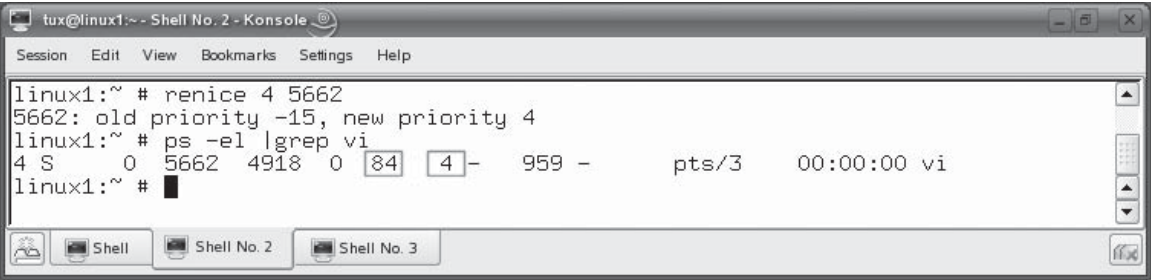 tux@linux1:~ - Shell No. 2 - Konsole
Session Edit View Bookmarks Settings Help
linux1:~ # renice 4 5662
5662: old priority -15, new priority 4
linux1:~ # ps -el |grep vi
4 S 0 5662 4918 0 84 4 - 959 - pts/3 00:00:00 vi
linux1:~ #
Shell Shell No. 2 Shell No. 3